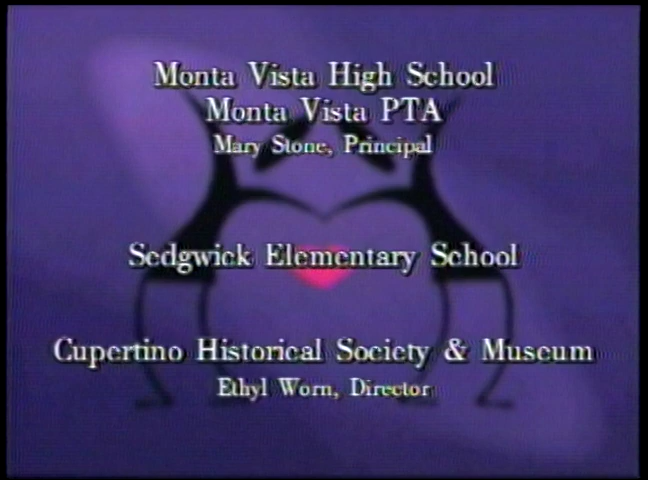 Monta Vista High School
Monta Vista PTA
Mary Stone, Principal
Sedgwick Elementary School
Cupertino Historical Society & Museum
Ethyl Worn, Director